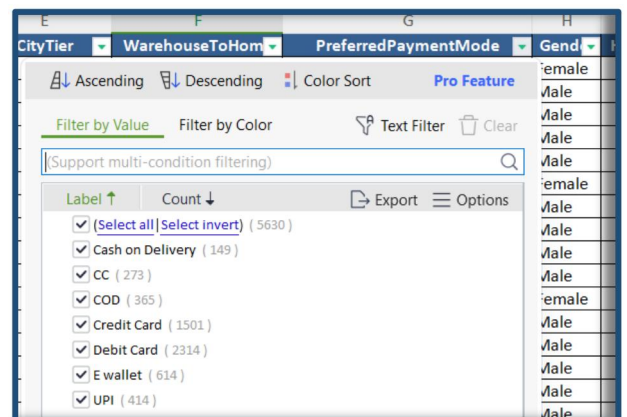 E F G H
CityTier WarehouseToHom PreferredPaymentMode Gend
Ascending Descending Color Sort Pro Feature
Filter by Value Filter by Color Text Filter Clear
(Support multi-condition filtering)
Label ↑ Count ↓ Export Options
(Select all|Select invert) ( 5630 )
Cash on Delivery ( 149 )
CC ( 273 )
COD ( 365 )
Credit Card ( 1501 )
Debit Card ( 2314 )
E wallet ( 614 )
UPI ( 414 )
Female
Male
Male
Male
Male
Female
Male
Male
Male
Male
Female
Male
Male
Male
Male
Male